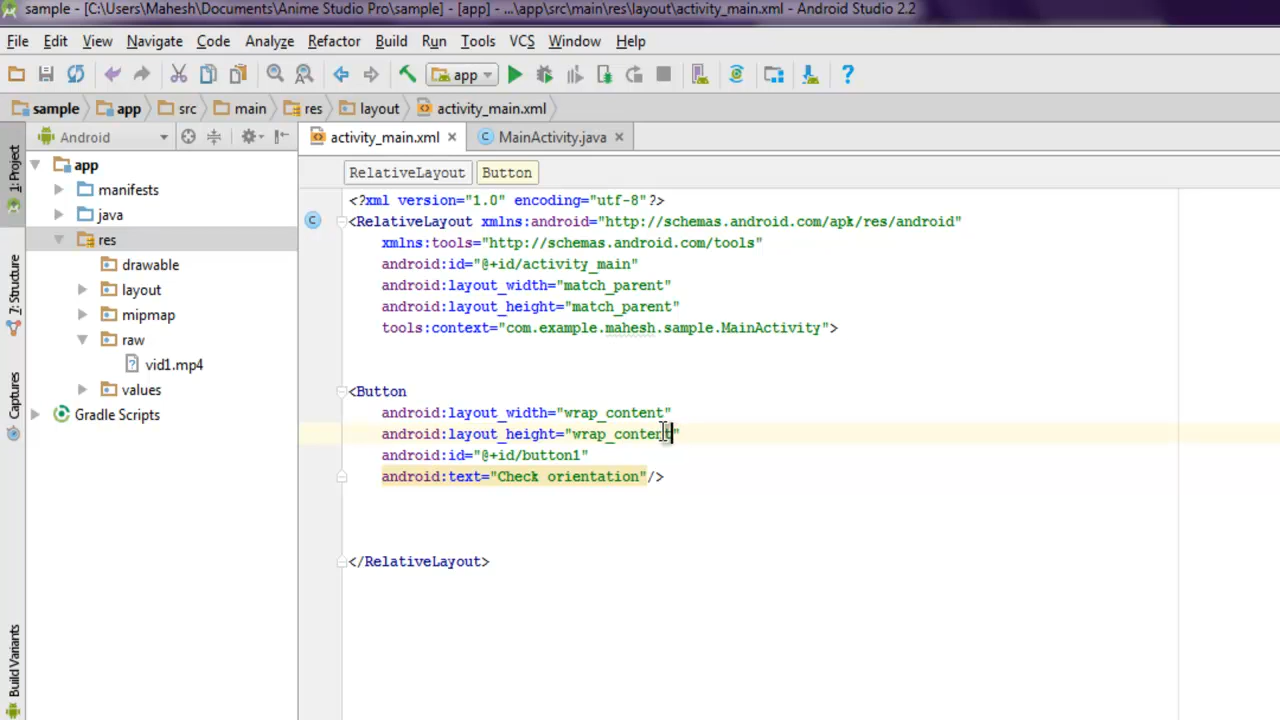 sample - [C:\Users\Mahesh\Documents\Anime Studio Pro\sample] - [app] - ...\app\src\main\res\layout\activity_main.xml - Android Studio 2.2
File Edit View Navigate Code Analyze Refactor Build Run Tools VCS Window Help
app
sample app src main res layout activity_main.xml
Android
activity_main.xml MainActivity.java
1: Project
7: Structure
Captures
Build Variants
app
manifests
java
res
drawable
layout
mipmap
raw
vid1.mp4
values
Gradle Scripts
RelativeLayout Button
<?xml version="1.0" encoding="utf-8"?>
<RelativeLayout xmlns:android="http://schemas.android.com/apk/res/android"
xmlns:tools="http://schemas.android.com/tools"
android:id="@+id/activity_main"
android:layout_width="match_parent"
android:layout_height="match_parent"
tools:context="com.example.mahesh.sample.MainActivity">
<Button
android:layout_width="wrap_content"
android:layout_height="wrap_content"
android:id="@+id/button1"
android:text="Check orientation"/>
</RelativeLayout>